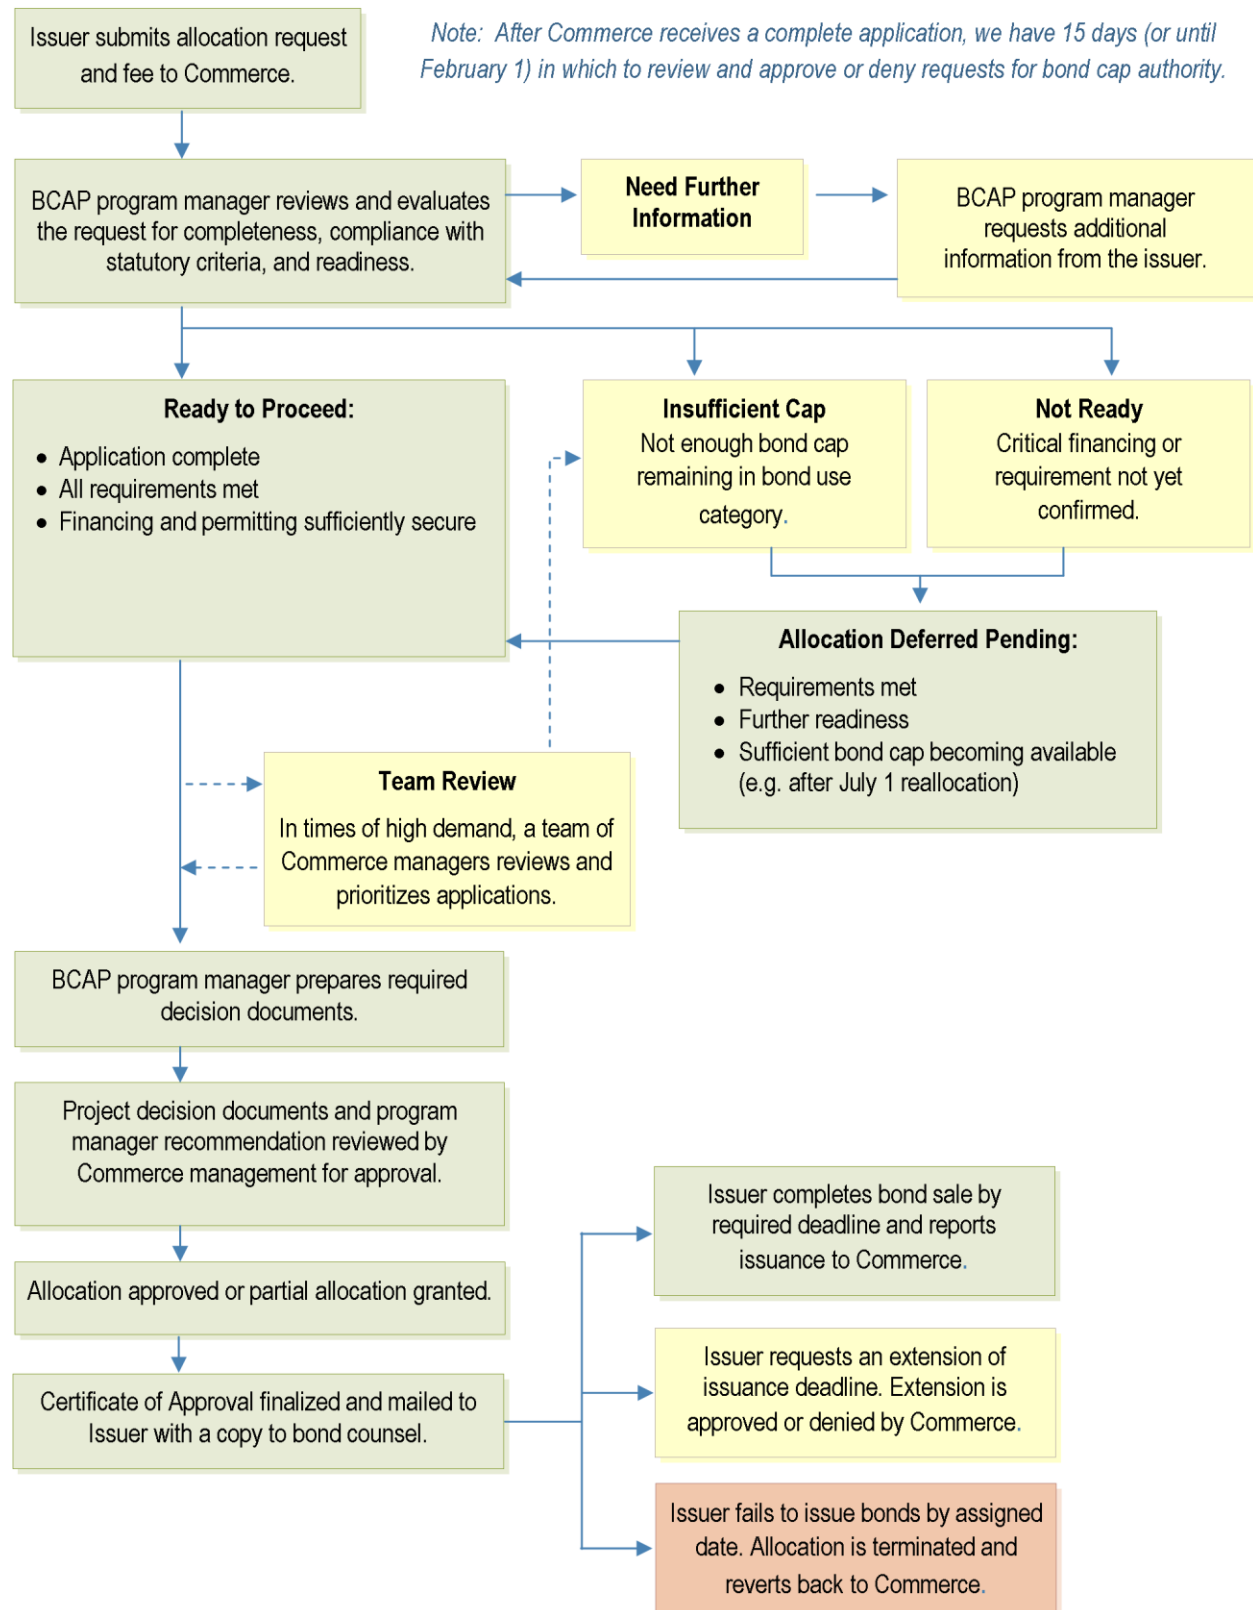 Issuer submits allocation request
and fee to Commerce.
Note:  After Commerce receives a complete application, we have 15 days (or until
February 1) in which to review and approve or deny requests for bond cap authority.
BCAP program manager reviews and evaluates
the request for completeness, compliance with
statutory criteria, and readiness.
Need Further
Information
BCAP program manager
requests additional
information from the issuer.
Ready to Proceed:
• Application complete
• All requirements met
• Financing and permitting sufficiently secure
Insufficient Cap
Not enough bond cap
remaining in bond use
category.
Not Ready
Critical financing or
requirement not yet
confirmed.
Allocation Deferred Pending:
• Requirements met
• Further readiness
• Sufficient bond cap becoming available
(e.g. after July 1 reallocation)
Team Review
In times of high demand, a team of
Commerce managers reviews and
prioritizes applications.
BCAP program manager prepares required
decision documents.
Project decision documents and program
manager recommendation reviewed by
Commerce management for approval.
Allocation approved or partial allocation granted.
Certificate of Approval finalized and mailed to
Issuer with a copy to bond counsel.
Issuer completes bond sale by
required deadline and reports
issuance to Commerce.
Issuer requests an extension of
issuance deadline. Extension is
approved or denied by Commerce.
Issuer fails to issue bonds by assigned
date. Allocation is terminated and
reverts back to Commerce.